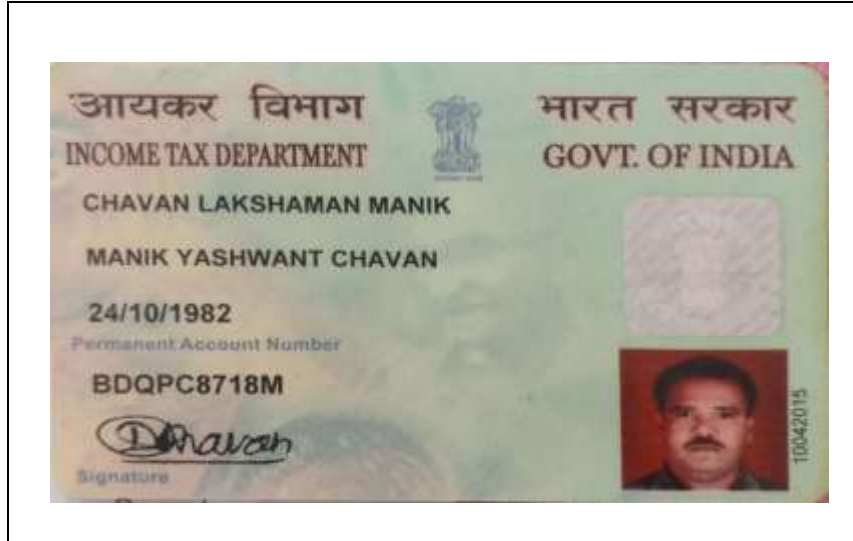 आयकर विभाग
INCOME TAX DEPARTMENT
भारत सरकार
GOVT. OF INDIA
CHAVAN LAKSHAMAN MANIK
MANIK YASHWANT CHAVAN
24/10/1982
Permanent Account Number
BDQPC8718M
Signature
10042015